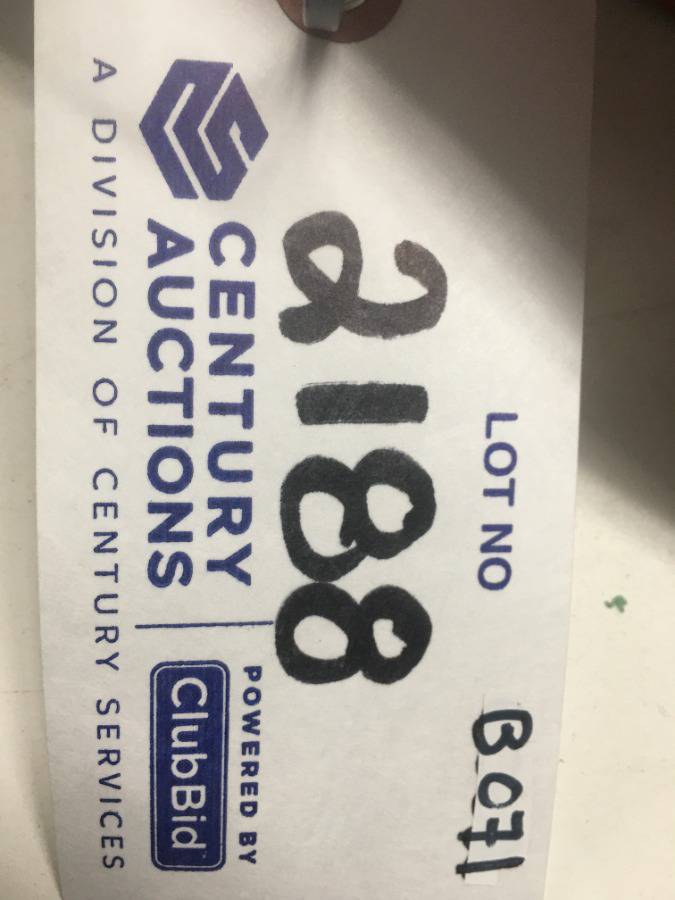 LOT NO
B071
2188
CENTURY
AUCTIONS
POWERED BY
ClubBid
A DIVISION OF CENTURY SERVICES